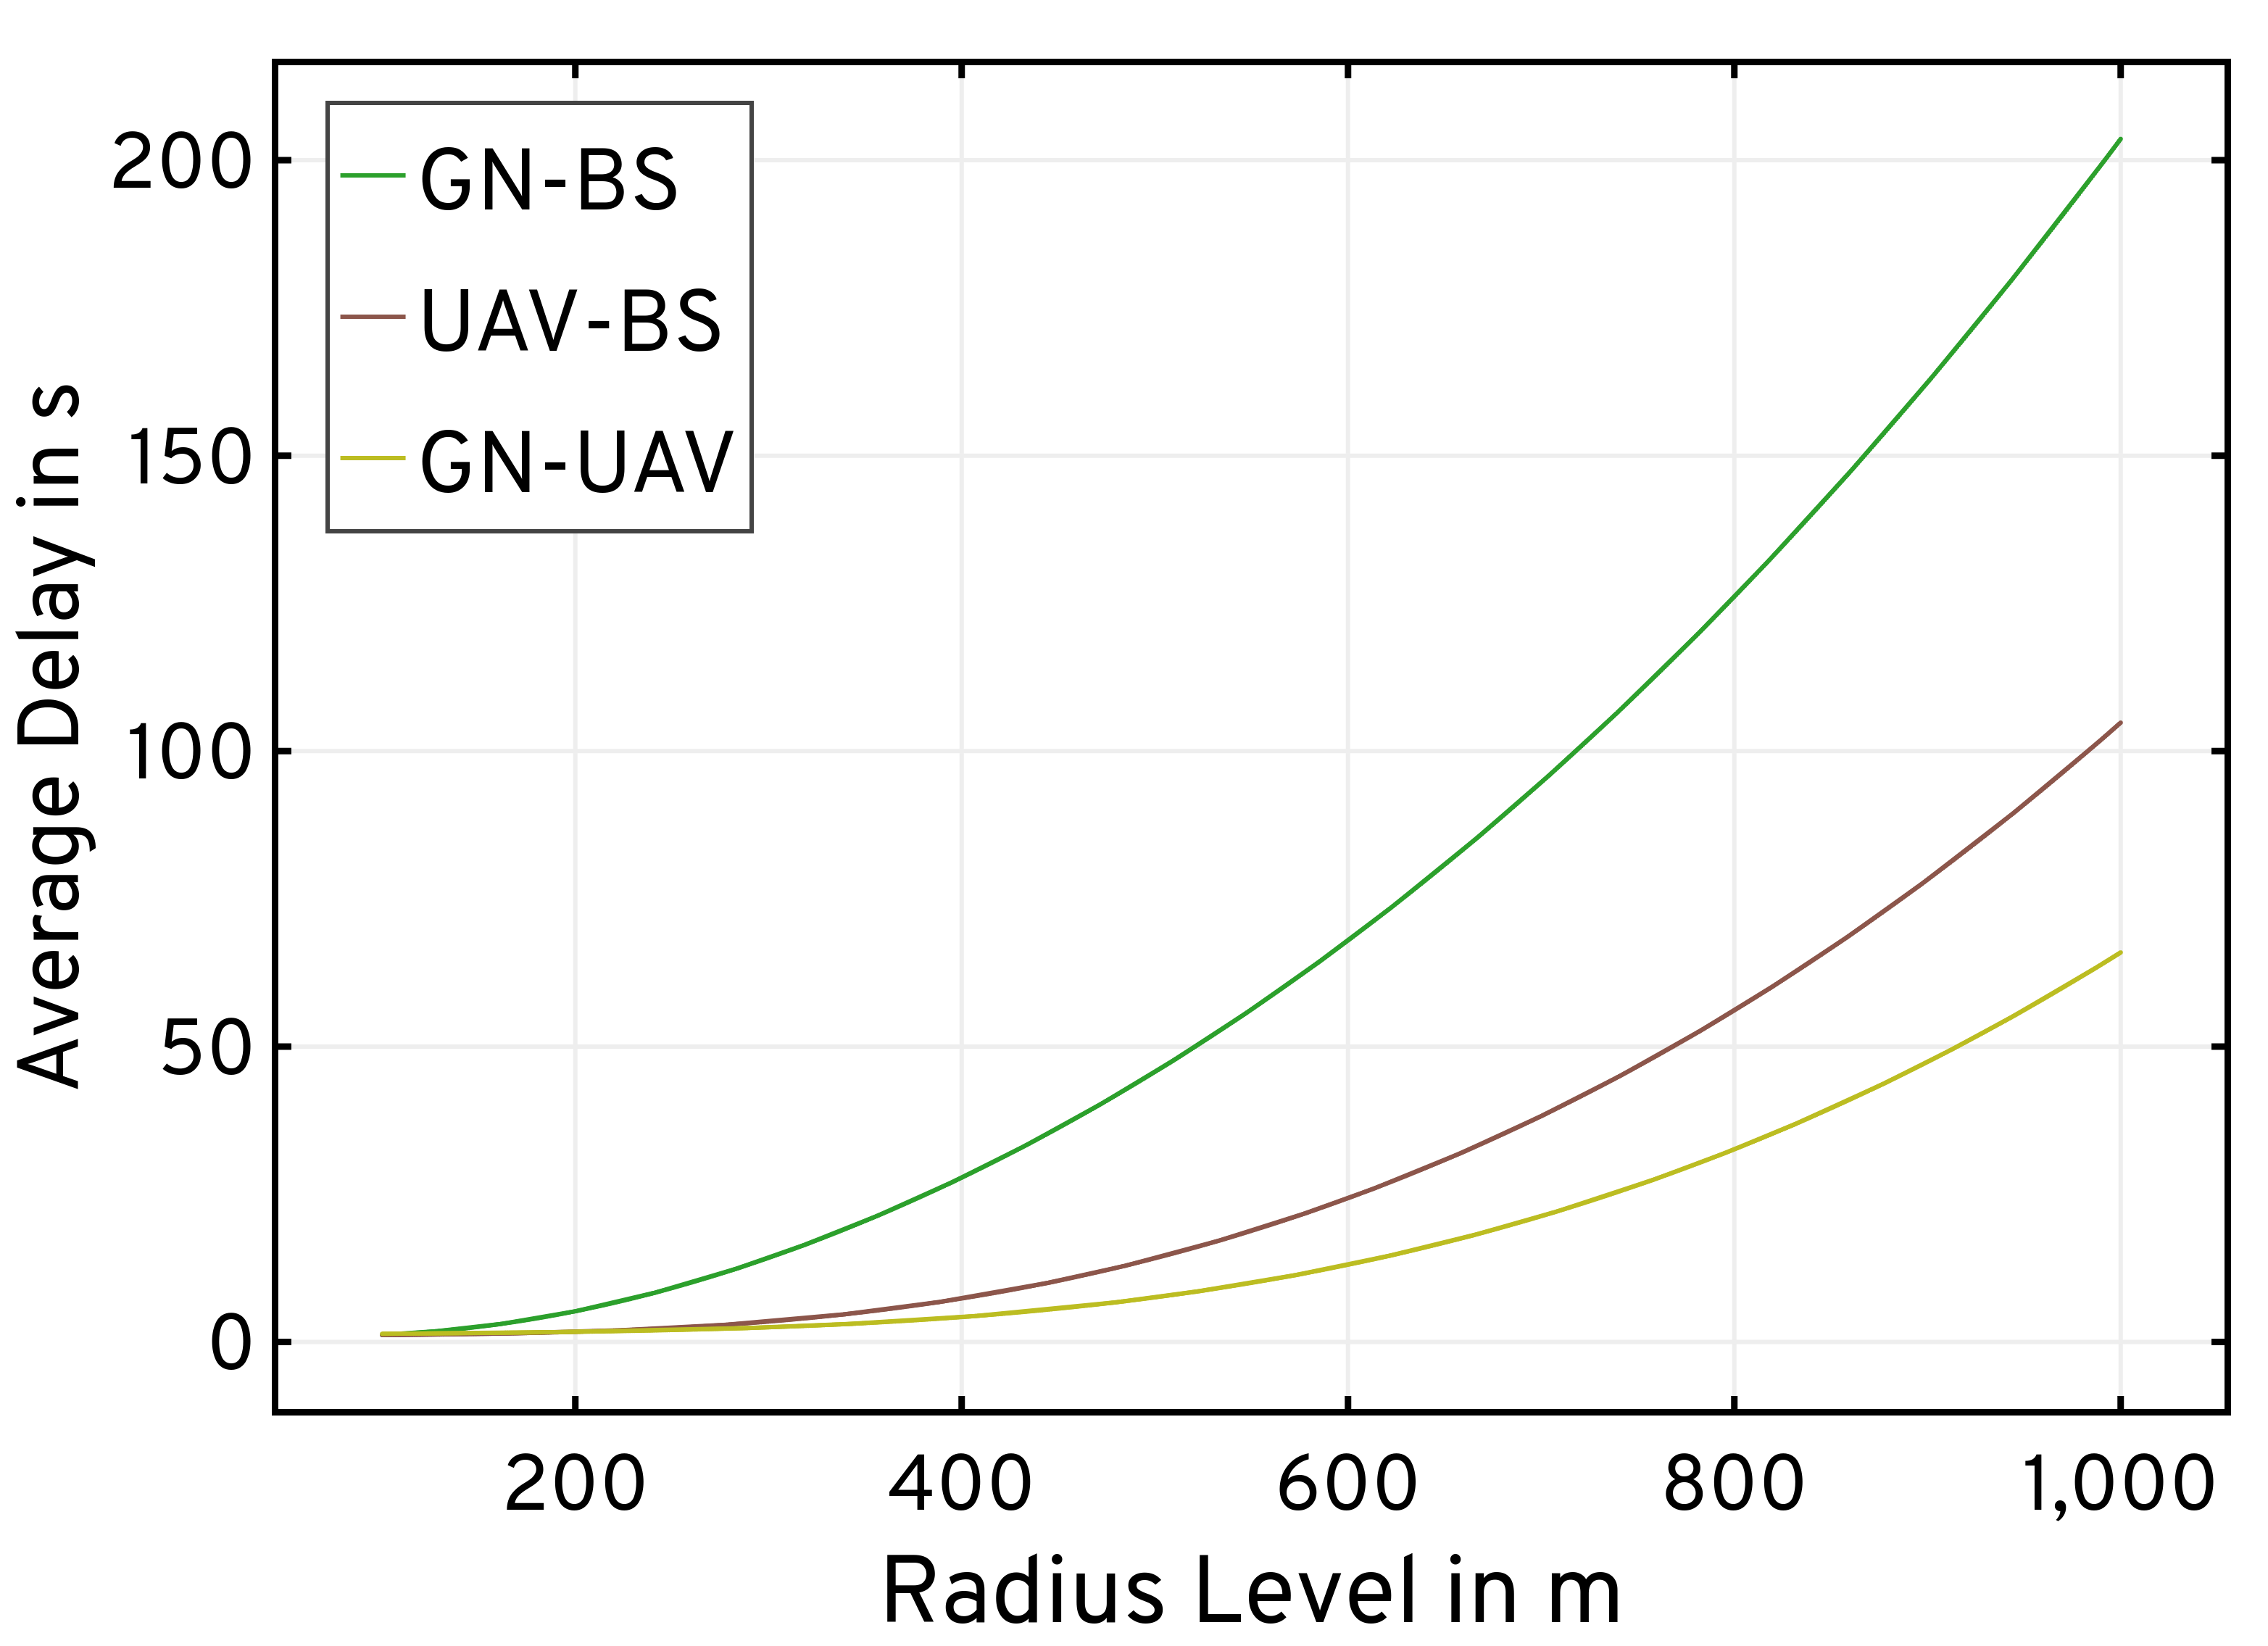 GN-BS
UAV-BS
GN-UAV
200
150
100
50
0
Average Delay in s
200 400 600 800 1,000
Radius Level in m